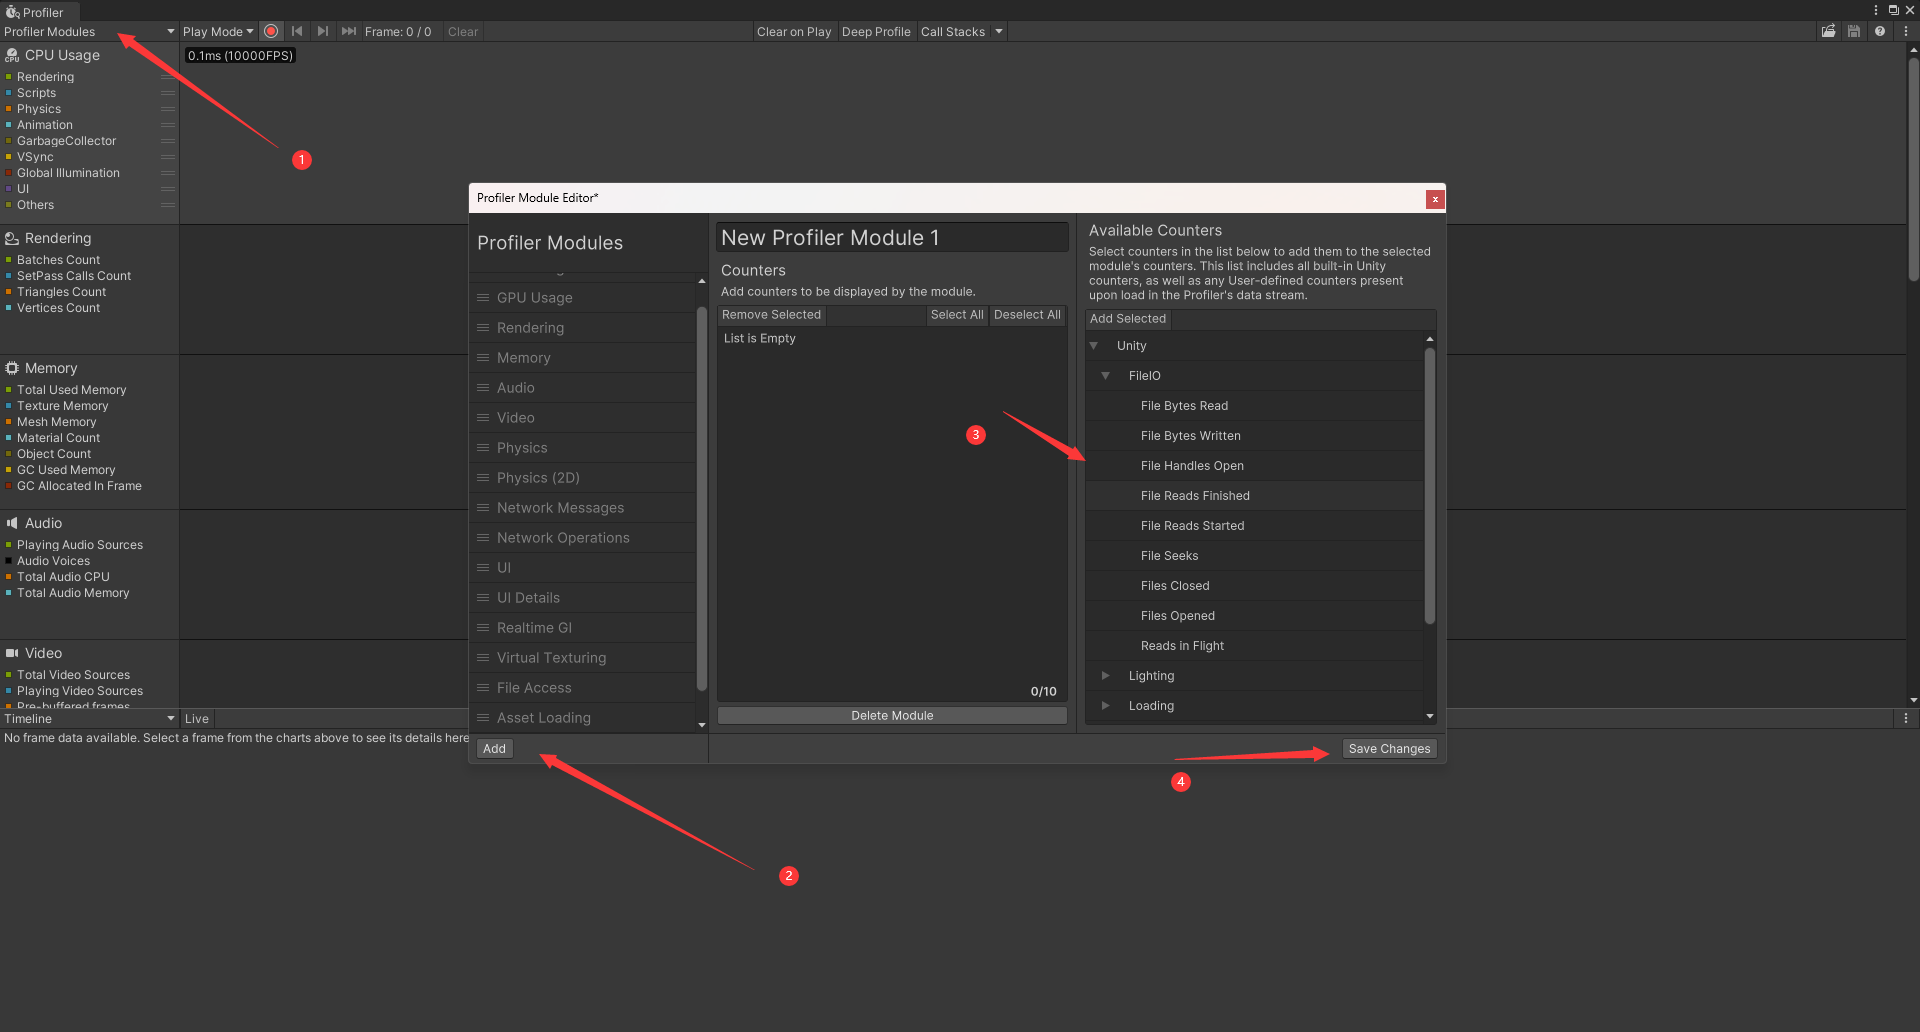 Profiler
Profiler Modules
Play Mode
Frame: 0 / 0
Clear
Clear on Play
Deep Profile
Call Stacks
CPU Usage
CPU
Rendering
Scripts
Physics
Animation
GarbageCollector
VSync
Global Illumination
UI
Others
0.1ms (10000FPS)
1
Rendering
Batches Count
SetPass Calls Count
Triangles Count
Vertices Count
Memory
Total Used Memory
Texture Memory
Mesh Memory
Material Count
Object Count
GC Used Memory
GC Allocated In Frame
Audio
Playing Audio Sources
Audio Voices
Total Audio CPU
Total Audio Memory
Video
Total Video Sources
Playing Video Sources
Pre-buffered frames
Timeline
Live
No frame data available. Select a frame from the charts above to see its details here
Profiler Module Editor*
x
Profiler Modules
GPU Usage
Rendering
Memory
Audio
Video
Physics
Physics (2D)
Network Messages
Network Operations
UI
UI Details
Realtime GI
Virtual Texturing
File Access
Asset Loading
Add
2
New Profiler Module 1
Counters
Add counters to be displayed by the module.
Remove Selected
Select All
Deselect All
List is Empty
3
0/10
Delete Module
Available Counters
Select counters in the list below to add them to the selected
module's counters. This list includes all built-in Unity
counters, as well as any User-defined counters present
upon load in the Profiler's data stream.
Add Selected
Unity
FileIO
File Bytes Read
File Bytes Written
File Handles Open
File Reads Finished
File Reads Started
File Seeks
Files Closed
Files Opened
Reads in Flight
Lighting
Loading
4
Save Changes